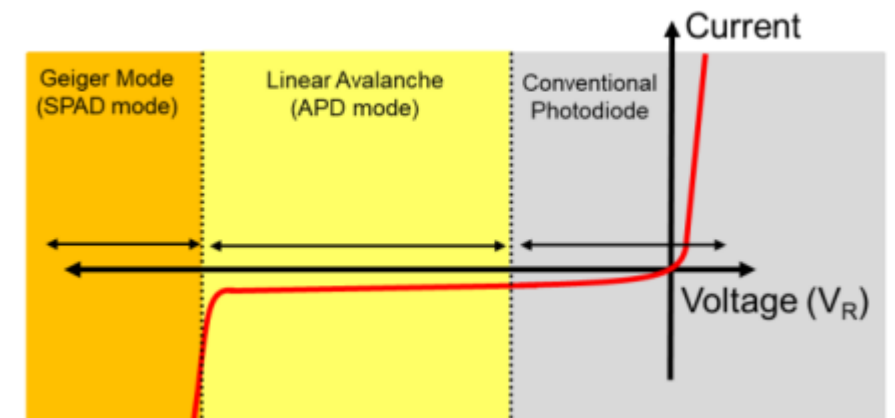 Current
Geiger Mode
(SPAD mode)
Linear Avalanche
(APD mode)
Conventional
Photodiode
Voltage (VR)